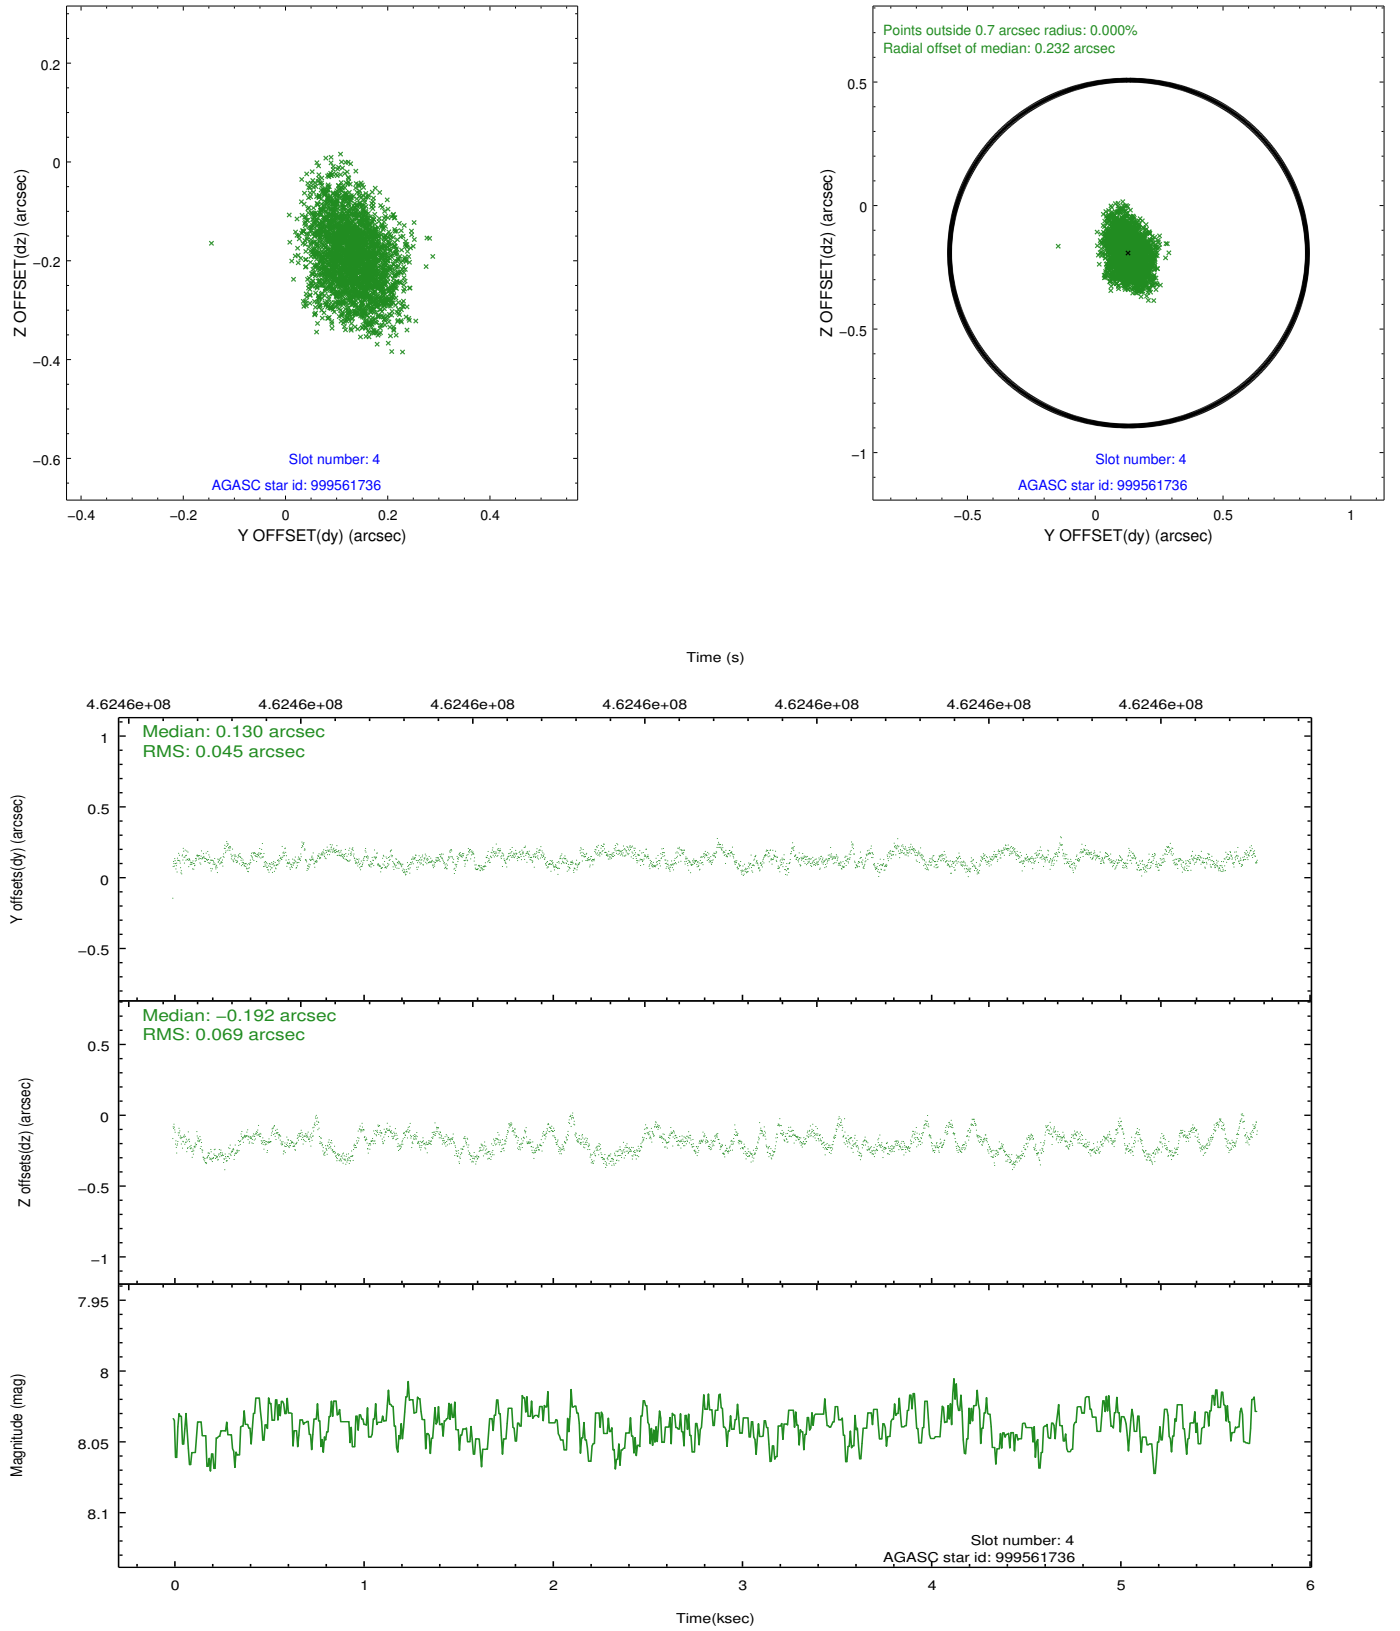 0.2
0
−0.2
−0.4
−0.6
Z OFFSET(dz) (arcsec)
Slot number: 4
AGASC star id: 999561736
−0.4 −0.2 0 0.2 0.4
Y OFFSET(dy) (arcsec)
Points outside 0.7 arcsec radius: 0.000%
Radial offset of median: 0.232 arcsec
0.5
0
−0.5
−1
Z OFFSET(dz) (arcsec)
Slot number: 4
AGASC star id: 999561736
−0.5 0 0.5 1
Y OFFSET(dy) (arcsec)
Time (s)
4.6246e+08 4.6246e+08 4.6246e+08 4.6246e+08 4.6246e+08 4.6246e+08 4.6246e+08
Median: 0.130 arcsec
RMS: 0.045 arcsec
1
0.5
0
−0.5
Y offsets(dy) (arcsec)
Median: −0.192 arcsec
RMS: 0.069 arcsec
0.5
0
−0.5
−1
Z offsets(dz) (arcsec)
7.95
8
8.05
8.1
Magnitude (mag)
Slot number: 4
AGASC star id: 999561736
0 1 2 3 4 5 6
Time(ksec)